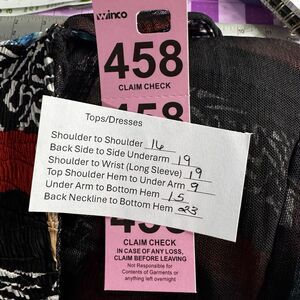 winco
458
CLAIM CHECK
Tops/Dresses
Shoulder to Shoulder 16
Back Side to Side Underarm 19
Shoulder to Wrist (Long Sleeve) 19
Top Shoulder Hem to Under Arm 9
Under Arm to Bottom Hem 15
Back Neckline to Bottom Hem 23
CLAIM CHECK
IN CASE OF ANY LOSS,
CLAIM BEFORE LEAVING
Not Responsible for
Contents of Garments or
anything left overnight